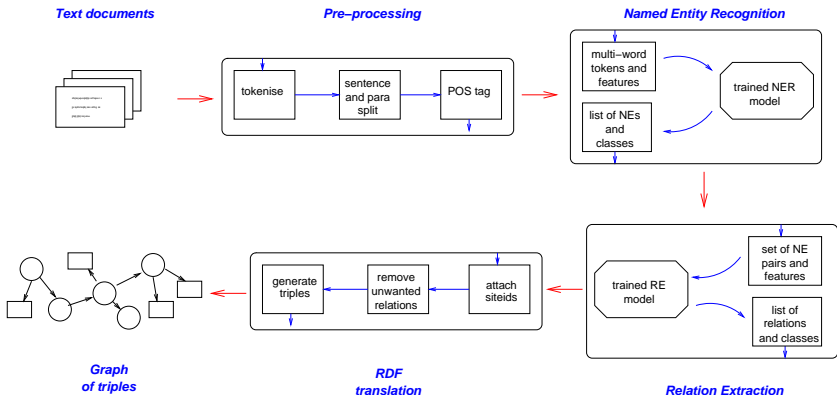 Text documents
Pre−processing
Named Entity Recognition
tokenise
sentence
and para
split
POS tag
multi−word
tokens and
features
trained NER
model
list of NEs
and
classes
generate
triples
remove
unwanted
relations
attach
siteids
trained RE
model
set of NE
pairs and
features
list of
relations
and classes
Graph
of triples
RDF
translation
Relation Extraction